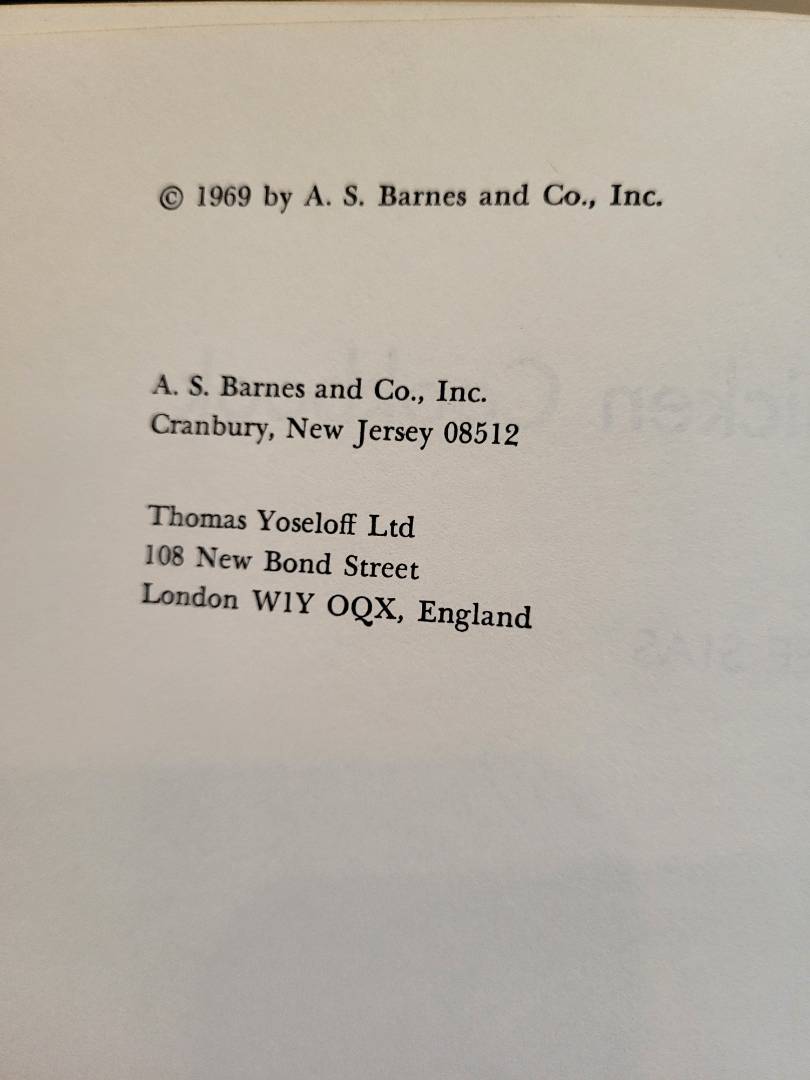 © 1969 by A. S. Barnes and Co., Inc.
A. S. Barnes and Co., Inc.
Cranbury, New Jersey 08512
Thomas Yoseloff Ltd
108 New Bond Street
London W1Y OQX, England